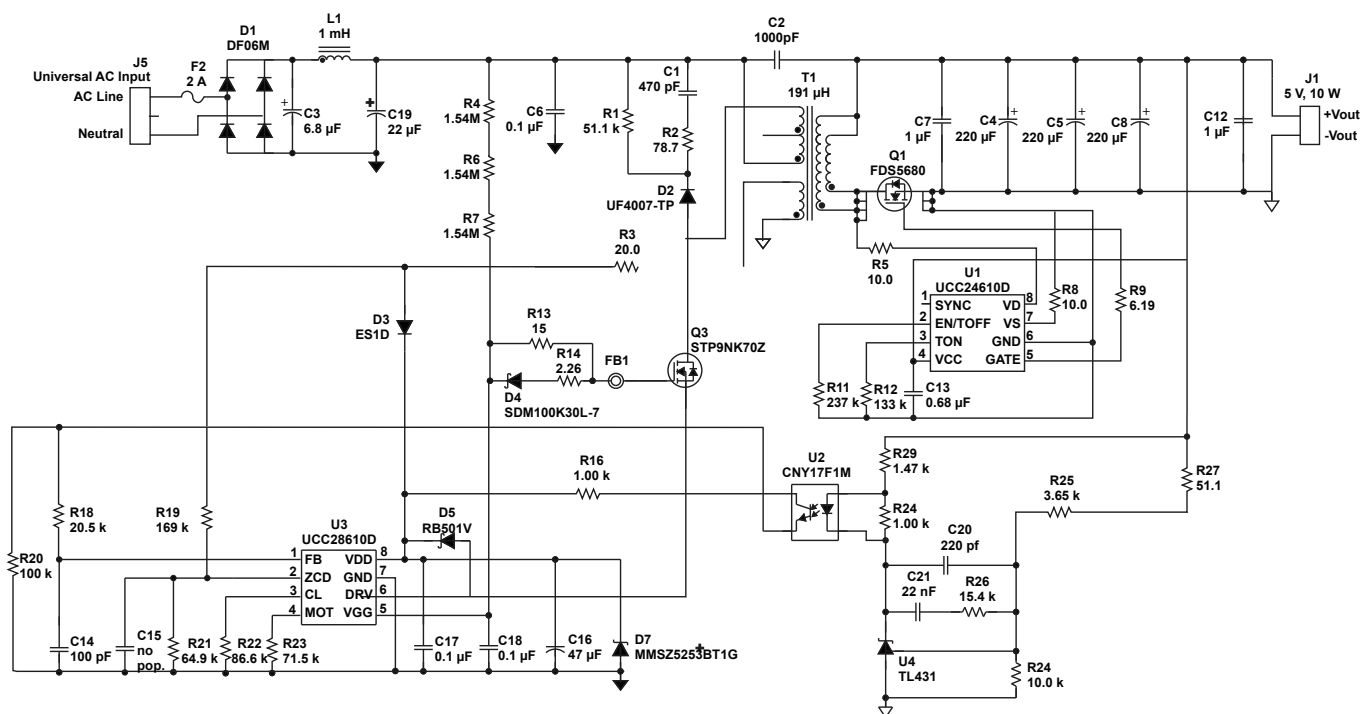 J5
Universal AC Input
AC Line
Neutral
F2
2 A
D1
DF06M
L1
1 mH
C3
6.8 µF
C19
22 µF
R4
1.54M
R6
1.54M
R7
1.54M
C6
0.1 µF
R1
51.1 k
C1
470 pF
R2
78.7
D2
UF4007-TP
C2
1000pF
T1
191 µH
Q1
FDS5680
C7
1 µF
C4
220 µF
C5
220 µF
C8
220 µF
C12
1 µF
J1
5 V, 10 W
+Vout
-Vout
R3
20.0
R5
10.0
U1
UCC24610D
1
SYNC
VD
8
2
EN/TOFF
VS
7
3
TON
GND
6
4
VCC
GATE
5
R8
10.0
R9
6.19
R11
237 k
R12
133 k
C13
0.68 µF
D3
ES1D
R13
15
R14
2.26
FB1
Q3
STP9NK70Z
D4
SDM100K30L-7
R16
1.00 k
U2
CNY17F1M
R29
1.47 k
R24
1.00 k
R27
51.1
R25
3.65 k
C20
220 pf
C21
22 nF
R26
15.4 k
U4
TL431
R24
10.0 k
R18
20.5 k
R19
169 k
R20
100 k
U3
UCC28610D
1
FB
VDD
8
2
ZCD
GND
7
3
CL
DRV
6
4
MOT
VGG
5
D5
RB501V
C14
100 pF
C15
no
pop.
R21
64.9 k
R22
86.6 k
R23
71.5 k
C17
0.1 µF
C18
0.1 µF
C16
47 µF
D7
MMSZ5253BT1G